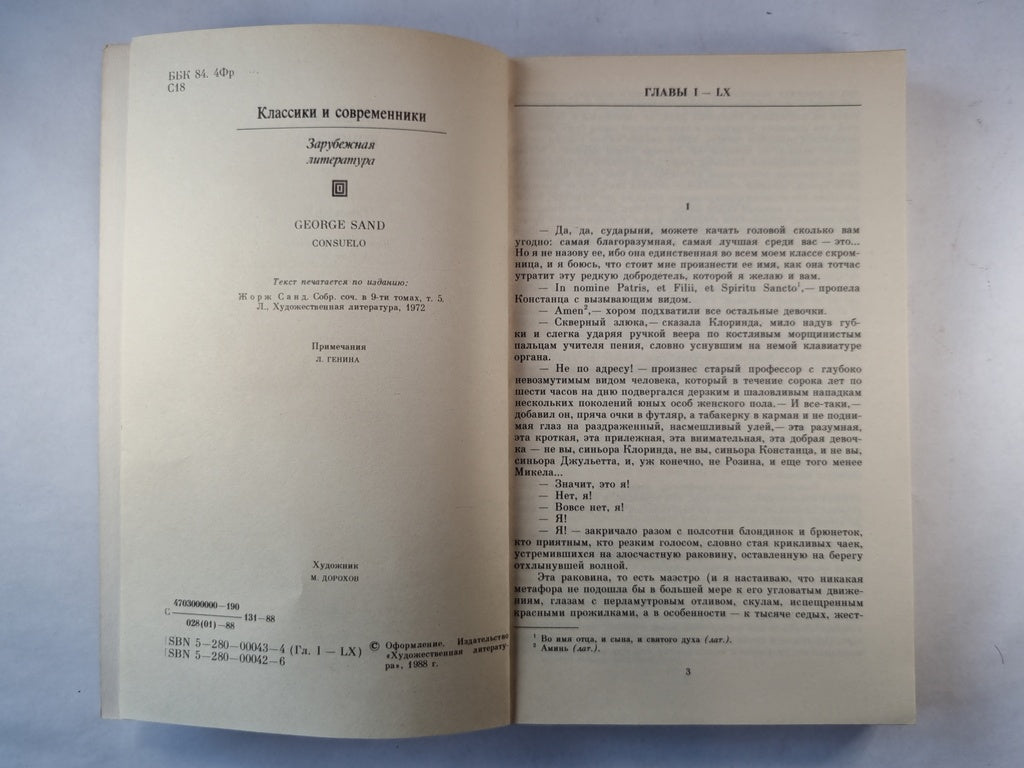 ББК 84. 4Фр
С18
Классики и современники
Зарубежная
литература
GEORGE SAND
CONSUELO
Текст печатается по изданию:
Жорж Санд. Собр. соч. в 9-ти томах, т. 5.
Л., Художественная литература, 1972
Примечания
Л. ГЕНИНА
Художник
М. ДОРОХОВ
С 4703000000—190
028(01)—88 131—88
ISBN 5—280—00043—4 (Гл. I — LX)
ISBN 5—280—00042—6
© Оформление. Издательство
«Художественная литерату-
ра», 1988 г.
ГЛАВЫ I — LX
I
— Да, да, сударыни, можете качать головой сколько вам
угодно: самая благоразумная, самая лучшая среди вас — это...
Но я не назову ее, ибо она единственная во всем моем классе скром-
ница, и я боюсь, что стоит мне произнести ее имя, как она тотчас
утратит эту редкую добродетель, которой я желаю и вам.
— In nomine Patris, et Filii, et Spiritu Sancto¹,— пропела
Констанца с вызывающим видом.
— Amen²,— хором подхватили все остальные девочки.
— Скверный злюка,— сказала Клоринда, мило надув губ-
ки и слегка ударяя ручкой веера по костлявым морщинистым
пальцам учителя пения, словно уснувшим на немой клавиатуре
органа.
— Не по адресу! — произнес старый профессор с глубоко
невозмутимым видом человека, который в течение сорока лет по
шести часов на дню подвергался дерзким и шаловливым нападкам
нескольких поколений юных особ женского пола.— И все-таки,—
добавил он, пряча очки в футляр, а табакерку в карман и не подни-
мая глаз на раздраженный, насмешливый улей,— эта разумная,
эта кроткая, эта прилежная, эта внимательная, эта добрая девоч-
ка — не вы, синьора Клоринда, не вы, синьора Констанца, и не вы,
синьора Джульетта, и, уж конечно, не Розина, и еще того менее
Микела...
— Значит, это я!
— Нет, я!
— Вовсе нет, я!
— Я!
— Я! — закричало разом с полсотни блондинок и брюнеток,
кто приятным, кто резким голосом, словно стая крикливых чаек,
устремившихся на злосчастную раковину, оставленную на берегу
отхлынувшей волной.
Эта раковина, то есть маэстро (и я настаиваю, что никакая
метафора не подошла бы в большей мере к его угловатым движе-
ниям, глазам с перламутровым отливом, скулам, испещренным
красными прожилками, а в особенности — к тысяче седых, жест-
¹ Во имя отца, и сына, и святого духа (лат.).
² Аминь (лат.).
3